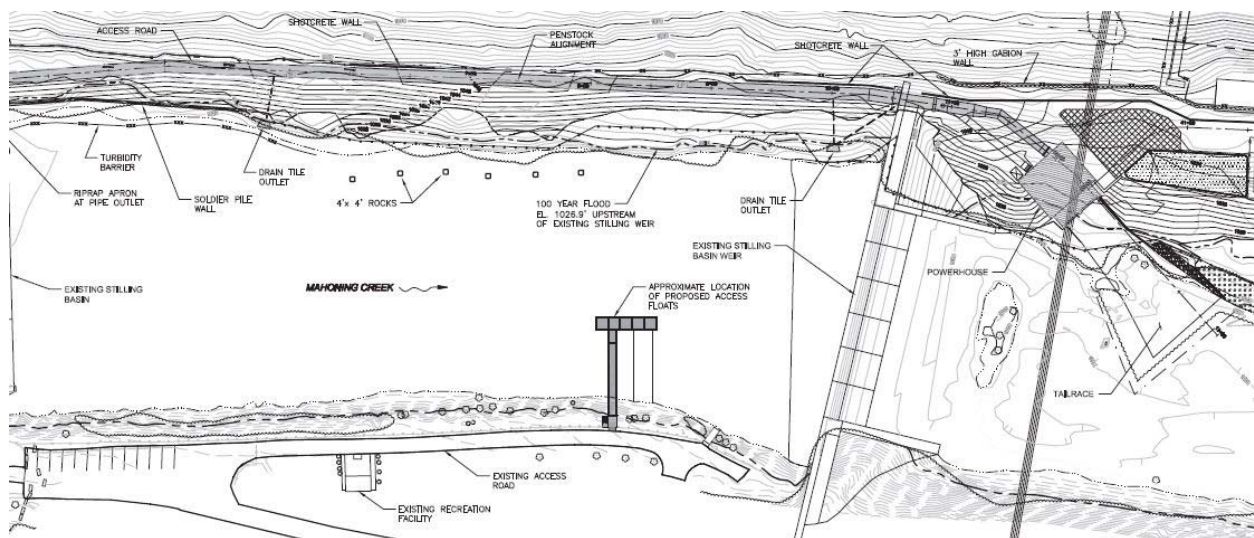 SHOTCRETE WALL
ACCESS ROAD
PENSTOCK
ALIGNMENT
SHOTCRETE WALL
3' HIGH GABION
WALL
TURBIDITY
BARRIER
DRAIN TILE
OUTLET
RIPRAP APRON
AT PIPE OUTLET
SOLDIER PILE
WALL
4'x 4' ROCKS
100 YEAR FLOOD
EL. 1026.9' UPSTREAM
OF EXISTING STILLING WEIR
DRAIN TILE
OUTLET
EXISTING STILLING
BASIN WEIR
POWERHOUSE
EXISTING STILLING
BASIN
MAHONING CREEK
APPROXIMATE LOCATION
OF PROPOSED ACCESS
FLOATS
TAILRACE
EXISTING ACCESS
ROAD
EXISTING RECREATION
FACILITY